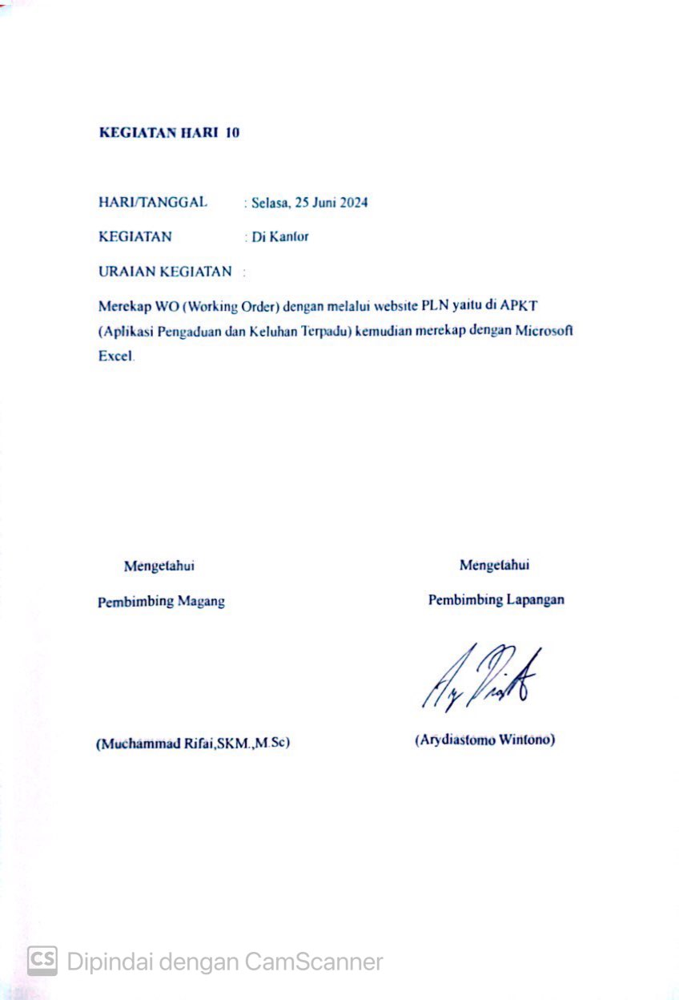 KEGIATAN HARI 10
HARI/TANGGAL : Selasa, 25 Juni 2024
KEGIATAN : Di Kantor
URAIAN KEGIATAN :
Merekap WO (Working Order) dengan melalui website PLN yaitu di APKT
(Aplikasi Pengaduan dan Keluhan Terpadu) kemudian merekap dengan Microsoft
Excel.
Mengetahui Mengetahui
Pembimbing Magang Pembimbing Lapangan
(Muchammad Rifai,SKM.,M.Sc) (Arydiastomo Wintono)
CS Dipindai dengan CamScanner